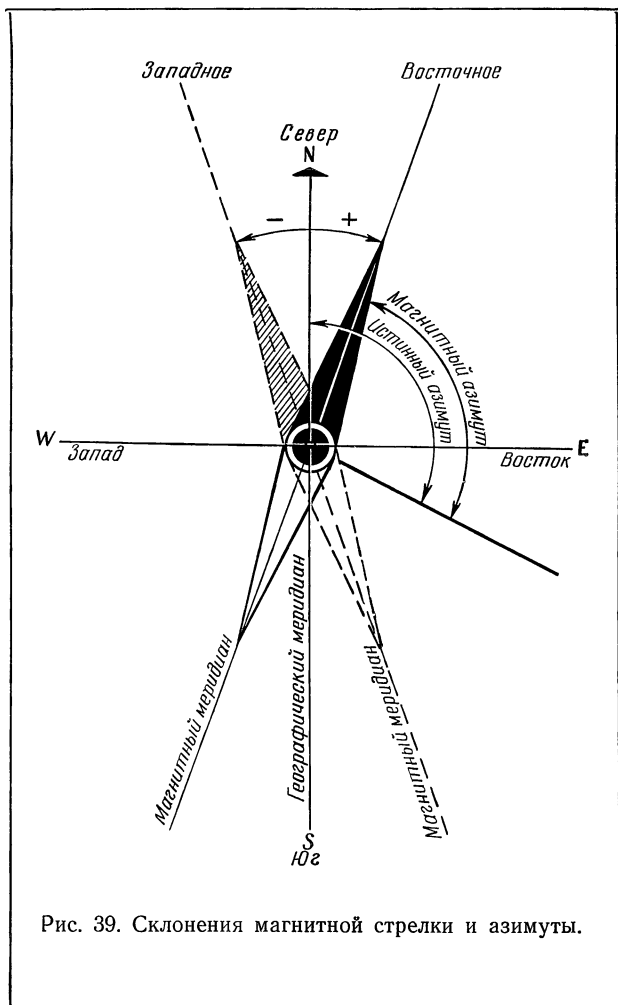 Западное
Восточное
Север
N
− +
Магнитный азимут
Истинный азимут
W
Запад
E
Восток
Магнитный меридиан
Географический меридиан
Магнитный меридиан
S
Юг
Рис. 39. Склонения магнитной стрелки и азимуты.